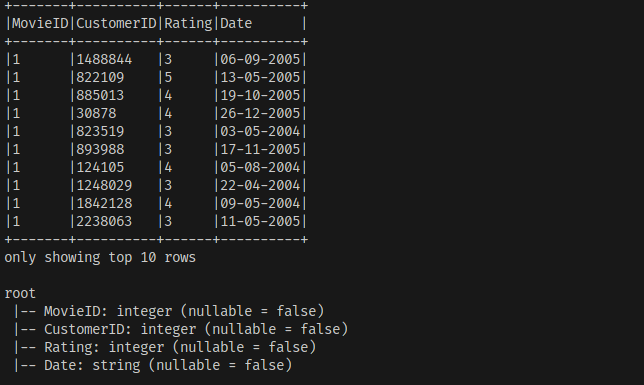 +-------+----------+------+----------+
|MovieID|CustomerID|Rating|Date      |
+-------+----------+------+----------+
|1      |1488844   |3     |06-09-2005|
|1      |822109    |5     |13-05-2005|
|1      |885013    |4     |19-10-2005|
|1      |30878     |4     |26-12-2005|
|1      |823519    |3     |03-05-2004|
|1      |893988    |3     |17-11-2005|
|1      |124105    |4     |05-08-2004|
|1      |1248029   |3     |22-04-2004|
|1      |1842128   |4     |09-05-2004|
|1      |2238063   |3     |11-05-2005|
+-------+----------+------+----------+
only showing top 10 rows

root
 |-- MovieID: integer (nullable = false)
 |-- CustomerID: integer (nullable = false)
 |-- Rating: integer (nullable = false)
 |-- Date: string (nullable = false)